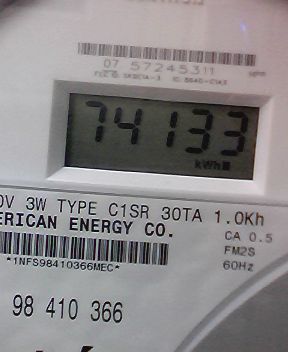 07 57245311
74133
kWh
0V 3W TYPE C1SR 30TA 1.0Kh
ERICAN ENERGY CO.
CA 0.5
*1NFS98410366MEC*
FM2S
60Hz
98 410 366